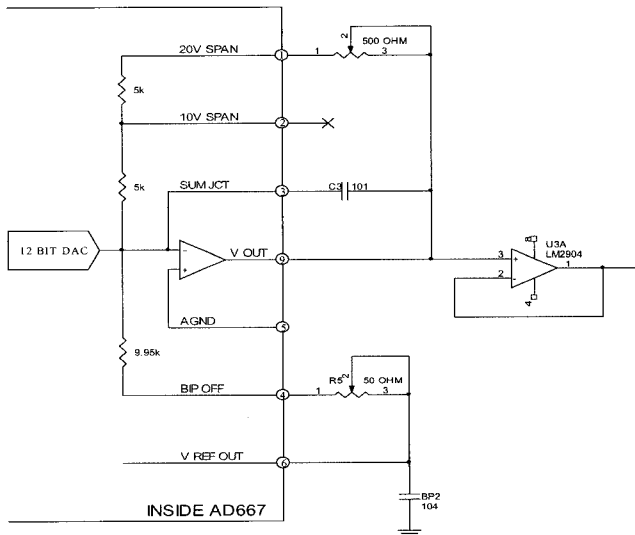 20V SPAN
1
1
2
500 OHM
3
5k
10V SPAN
2
SUM JCT
3
C3
101
5k
12 BIT DAC
-
+
V OUT
9
3
+
2
-
8
U3A
LM2904
1
4
AGND
5
9.95k
BIP OFF
4
1
R5
2
50 OHM
3
V REF OUT
6
BP2
104
INSIDE AD667